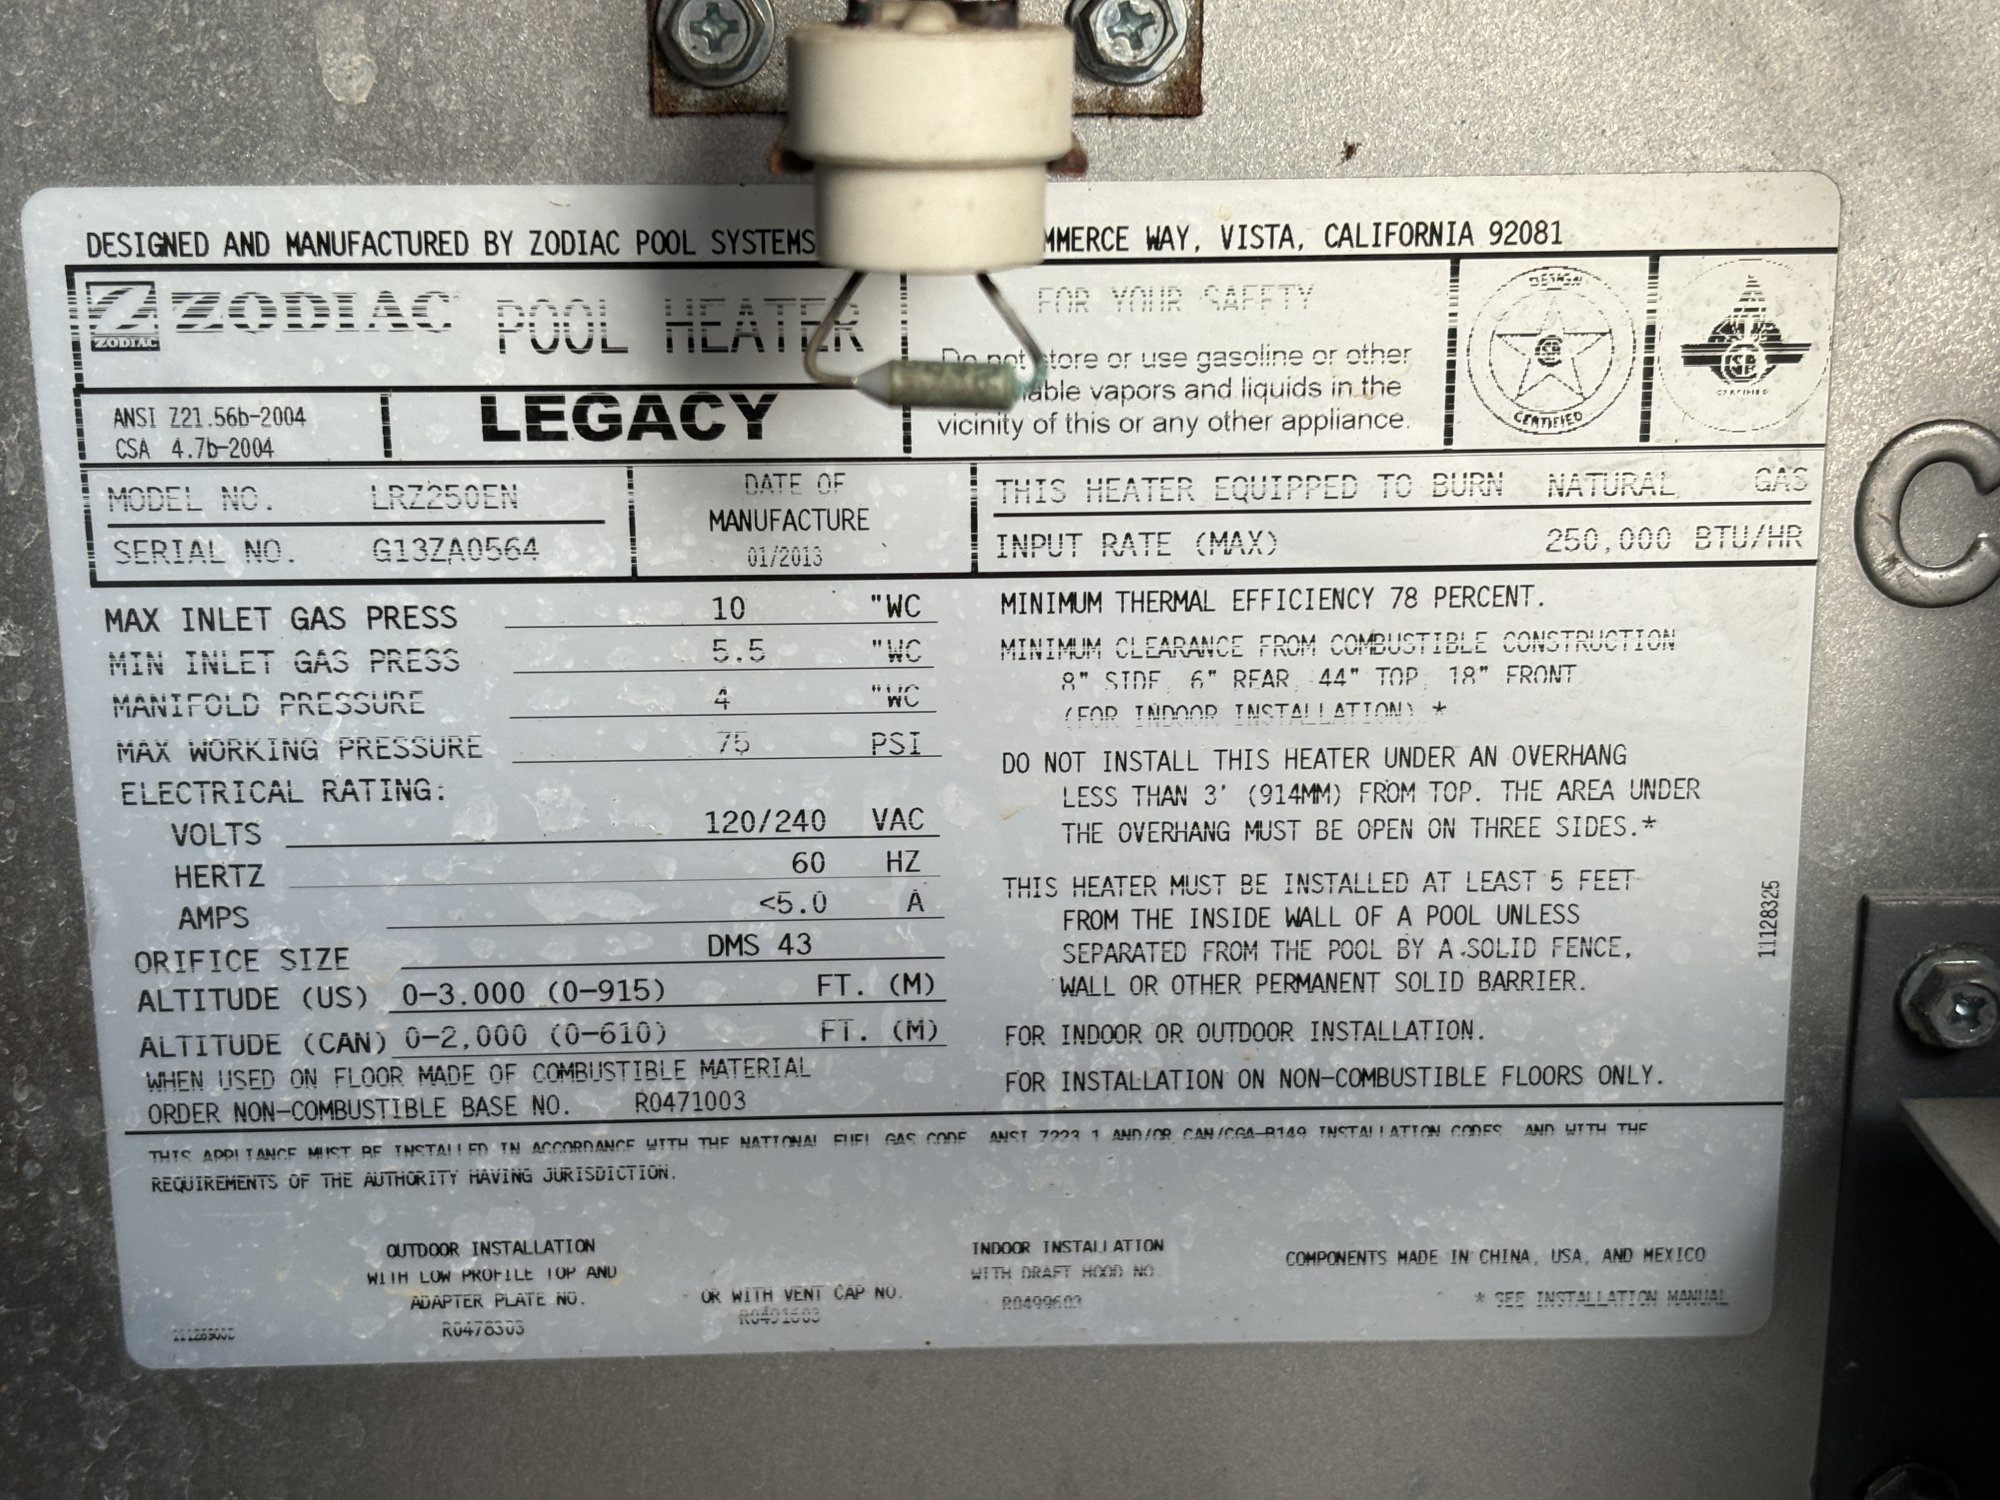 DESIGNED AND MANUFACTURED BY ZODIAC POOL SYSTEMS WAY, VISTA, CALIFORNIA 92081
ZODIAC
ZODIAC POOL HEATER
ANSI Z21.56b-2004
CSA 4.7b-2004
LEGACY
FOR YOUR SAFETY
Do not store or use gasoline or other
vapors and liquids in the
vicinity of this or any other appliance.
DESIGN
CERTIFIED
CERTIFIED
MODEL NO. LRZ250EN
SERIAL NO. G13ZA0564
DATE OF
MANUFACTURE
01/2013
THIS HEATER EQUIPPED TO BURN NATURAL GAS
INPUT RATE (MAX) 250,000 BTU/HR
MAX INLET GAS PRESS 10 "WC
MIN INLET GAS PRESS 5.5 "WC
MANIFOLD PRESSURE 4 "WC
MAX WORKING PRESSURE 75 PSI
ELECTRICAL RATING:
VOLTS 120/240 VAC
HERTZ 60 HZ
AMPS <5.0 A
ORIFICE SIZE DMS 43
ALTITUDE (US) 0-3.000 (0-915) FT. (M)
ALTITUDE (CAN) 0-2,000 (0-610) FT. (M)
WHEN USED ON FLOOR MADE OF COMBUSTIBLE MATERIAL
ORDER NON-COMBUSTIBLE BASE NO. R0471003
MINIMUM THERMAL EFFICIENCY 78 PERCENT.
MINIMUM CLEARANCE FROM COMBUSTIBLE CONSTRUCTION
8" SIDE, 6" REAR, 44" TOP, 18" FRONT
(FOR INDOOR INSTALLATION) *
DO NOT INSTALL THIS HEATER UNDER AN OVERHANG
LESS THAN 3' (914MM) FROM TOP. THE AREA UNDER
THE OVERHANG MUST BE OPEN ON THREE SIDES.*
THIS HEATER MUST BE INSTALLED AT LEAST 5 FEET
FROM THE INSIDE WALL OF A POOL UNLESS
SEPARATED FROM THE POOL BY A SOLID FENCE,
WALL OR OTHER PERMANENT SOLID BARRIER.
FOR INDOOR OR OUTDOOR INSTALLATION.
FOR INSTALLATION ON NON-COMBUSTIBLE FLOORS ONLY.
11128325
THIS APPLIANCE MUST BE INSTALLED IN ACCORDANCE WITH THE NATIONAL FUEL GAS CODE, ANSI Z223.1 AND/OR CAN/CGA-B149 INSTALLATION CODES, AND WITH THE
REQUIREMENTS OF THE AUTHORITY HAVING JURISDICTION.
OUTDOOR INSTALLATION
WITH LOW PROFILE TOP AND
ADAPTER PLATE NO.
R0478303
OR WITH VENT CAP NO.
R0491603
INDOOR INSTALLATION
WITH DRAFT HOOD NO.
R0499603
COMPONENTS MADE IN CHINA, USA, AND MEXICO
* SEE INSTALLATION MANUAL
C